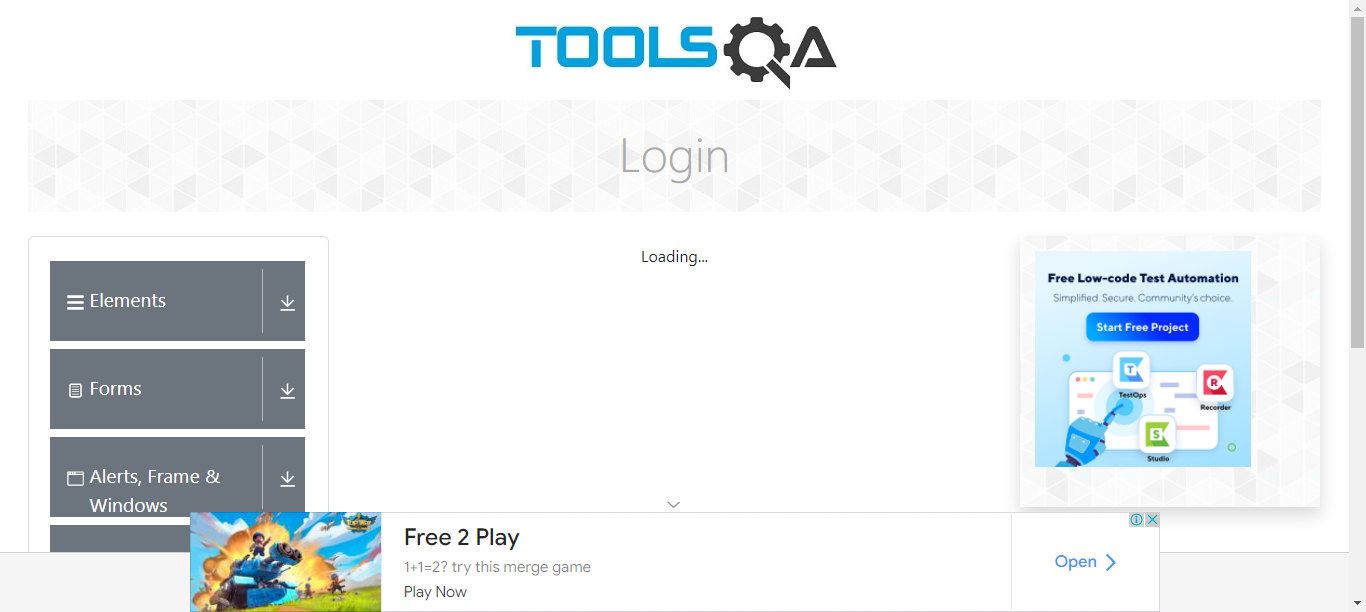 TOOLSQA
Login
Elements
Forms
Alerts, Frame &
Windows
Loading...
Free Low-code Test Automation
Simplified. Secure. Community's choice.
Start Free Project
TestOps
Recorder
Studio
Free 2 Play
1+1=2? try this merge game
Play Now
Open